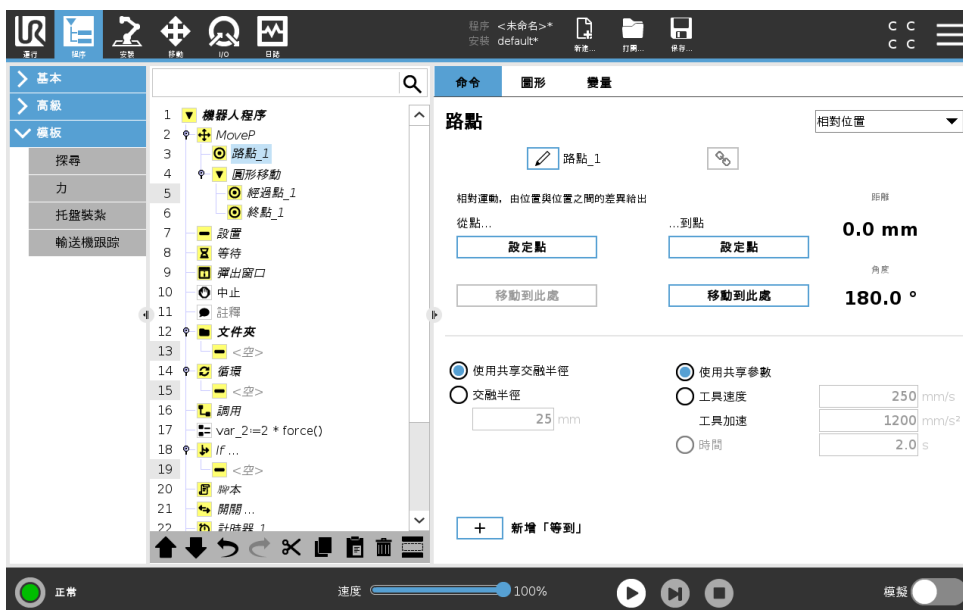 程序 <未命名>*
安裝 default*
運行 程序 安裝 移動 I/O 日誌 新建... 打開... 保存...
C C
C C
基本
高級
模板
探尋
力
托盤裝紮
輸送機跟踪
1 機器人程序
2 MoveP
3 路點_1
4 圓形移動
5 經過點_1
6 終點_1
7 設置
8 等待
9 彈出窗口
10 中止
11 註釋
12 文件夾
13 <空>
14 循環
15 <空>
16 調用
17 var_2:=2 * force()
18 If ...
19 <空>
20 腳本
21 開關 ...
22 計時器_1
命令 圖形 變量
路點
相對位置
路點_1
相對運動，由位置與位置之間的差異給出
距離
從點... ...到點
0.0 mm
設定點 設定點
角度
移動到此處 移動到此處
180.0 °
使用共享交融半徑 使用共享參數
交融半徑 工具速度 250 mm/s
25 mm 工具加速 1200 mm/s²
時間 2.0 s
+ 新增「等到」
正常 速度 100% 模擬